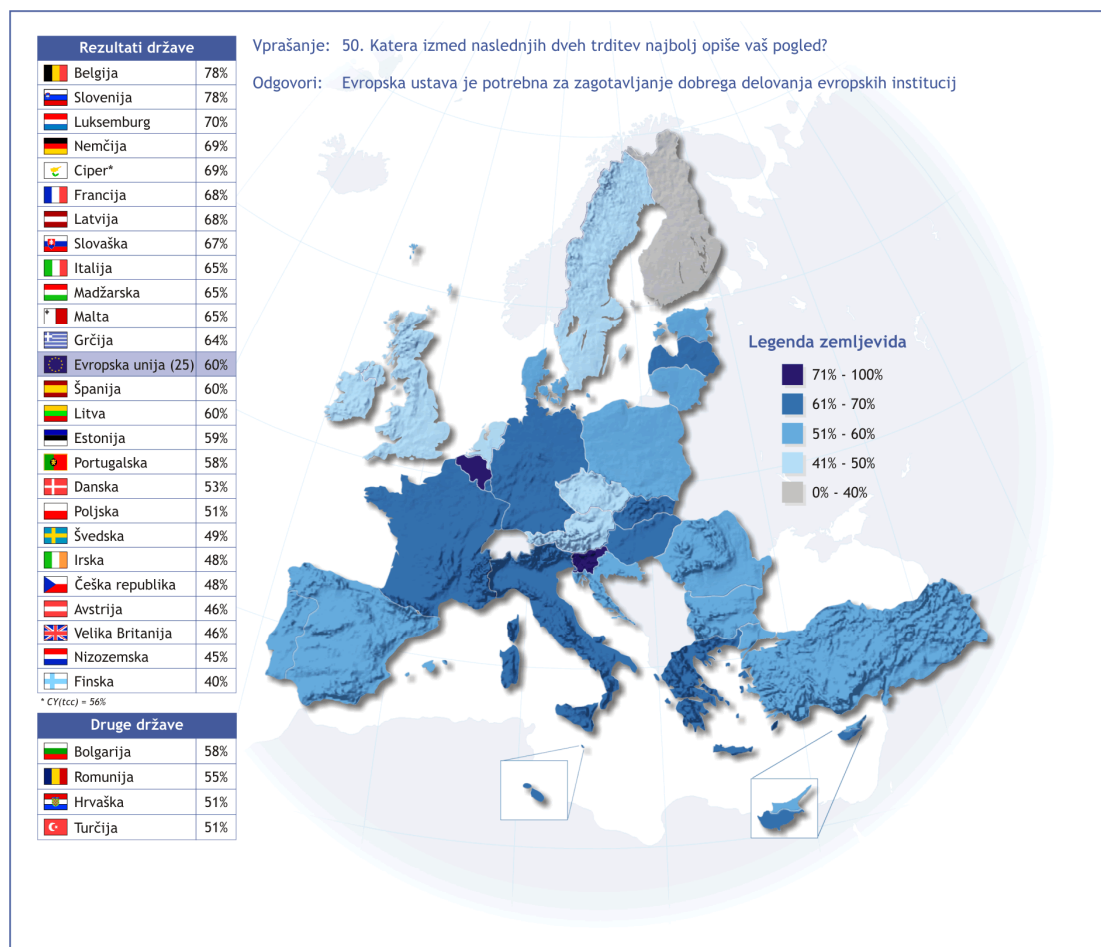 Rezultati države
Belgija 78%
Slovenija 78%
Luksemburg 70%
Nemčija 69%
Ciper* 69%
Francija 68%
Latvija 68%
Slovaška 67%
Italija 65%
Madžarska 65%
Malta 65%
Grčija 64%
Evropska unija (25) 60%
Španija 60%
Litva 60%
Estonija 59%
Portugalska 58%
Danska 53%
Poljska 51%
Švedska 49%
Irska 48%
Češka republika 48%
Avstrija 46%
Velika Britanija 46%
Nizozemska 45%
Finska 40%
* CY(tcc) = 56%
Druge države
Bolgarija 58%
Romunija 55%
Hrvaška 51%
Turčija 51%
Vprašanje: 50. Katera izmed naslednjih dveh trditev najbolj opiše vaš pogled?
Odgovori: Evropska ustava je potrebna za zagotavljanje dobrega delovanja evropskih institucij
Legenda zemljevida
71% - 100%
61% - 70%
51% - 60%
41% - 50%
0% - 40%